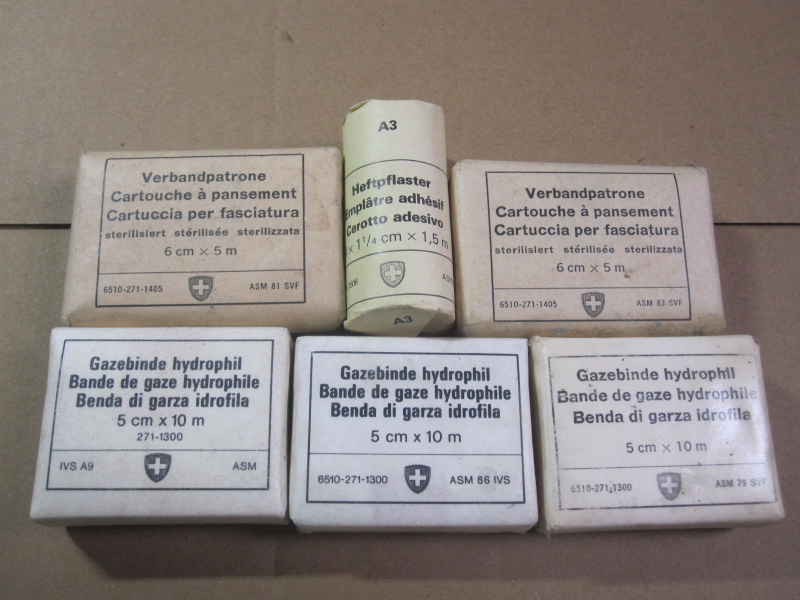 Verbandpatrone
Cartouche à pansement
Cartuccia per fasciatura
sterilisiert stérilisée sterilizzata
6 cm × 5 m
6510-271-1405
ASM 81 SVF
A3
Heftpflaster
Emplâtre adhésif
Cerotto adesivo
× 1 1/4 cm × 1,5 m
A3
Verbandpatrone
Cartouche à pansement
Cartuccia per fasciatura
sterilisiert stérilisée sterilizzata
6 cm × 5 m
6510-271-1405
ASM 83 SVF
Gazebinde hydrophil
Bande de gaze hydrophile
Benda di garza idrofila
5 cm x 10 m
271-1300
IVS A9
ASM
Gazebinde hydrophil
Bande de gaze hydrophile
Benda di garza idrofila
5 cm x 10 m
6510-271-1300
ASM 86 IVS
Gazebinde hydrophil
Bande de gaze hydrophile
Benda di garza idrofila
5 cm × 10 m
6510-271-1300
ASM 79 SVF